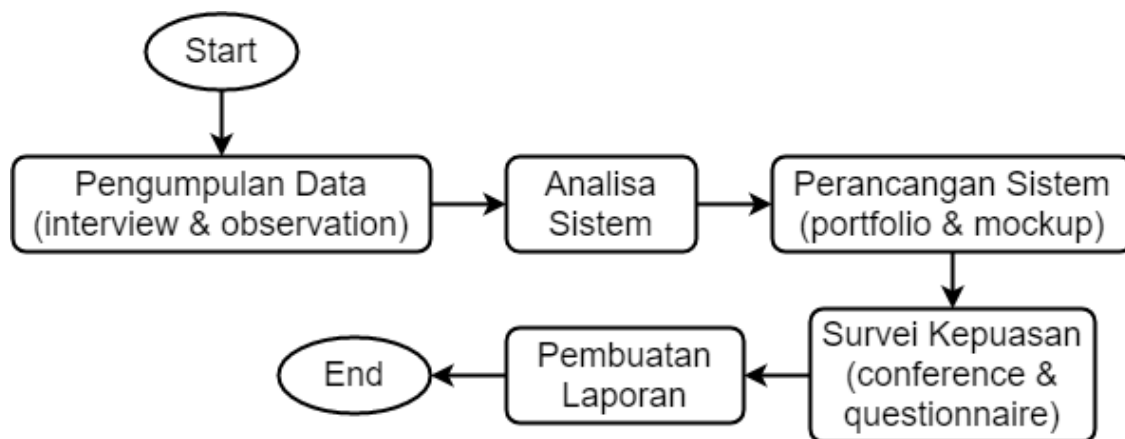 Start
Pengumpulan Data
(interview & observation)
Analisa
Sistem
Perancangan Sistem
(portfolio & mockup)
Survei Kepuasan
(conference &
questionnaire)
Pembuatan
Laporan
End